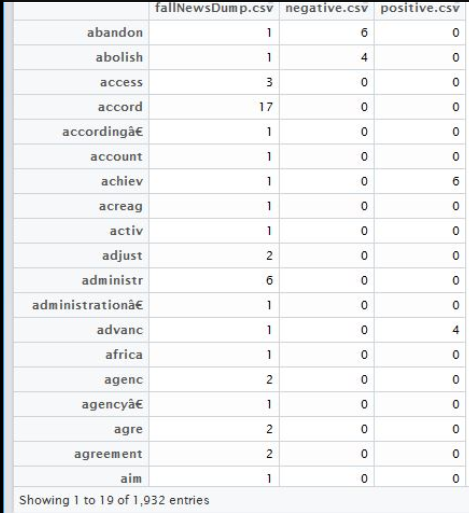 fallNewsDump.csv negative.csv positive.csv
abandon 1 6 0
abolish 1 4 0
access 3 0 0
accord 17 0 0
accordingâ€ 1 0 0
account 1 0 0
achiev 1 0 6
acreag 1 0 0
activ 1 0 0
adjust 2 0 0
administr 6 0 0
administrationâ€ 1 0 0
advanc 1 0 4
africa 1 0 0
agenc 2 0 0
agencyâ€ 1 0 0
agre 2 0 0
agreement 2 0 0
aim 1 0 0
Showing 1 to 19 of 1,932 entries